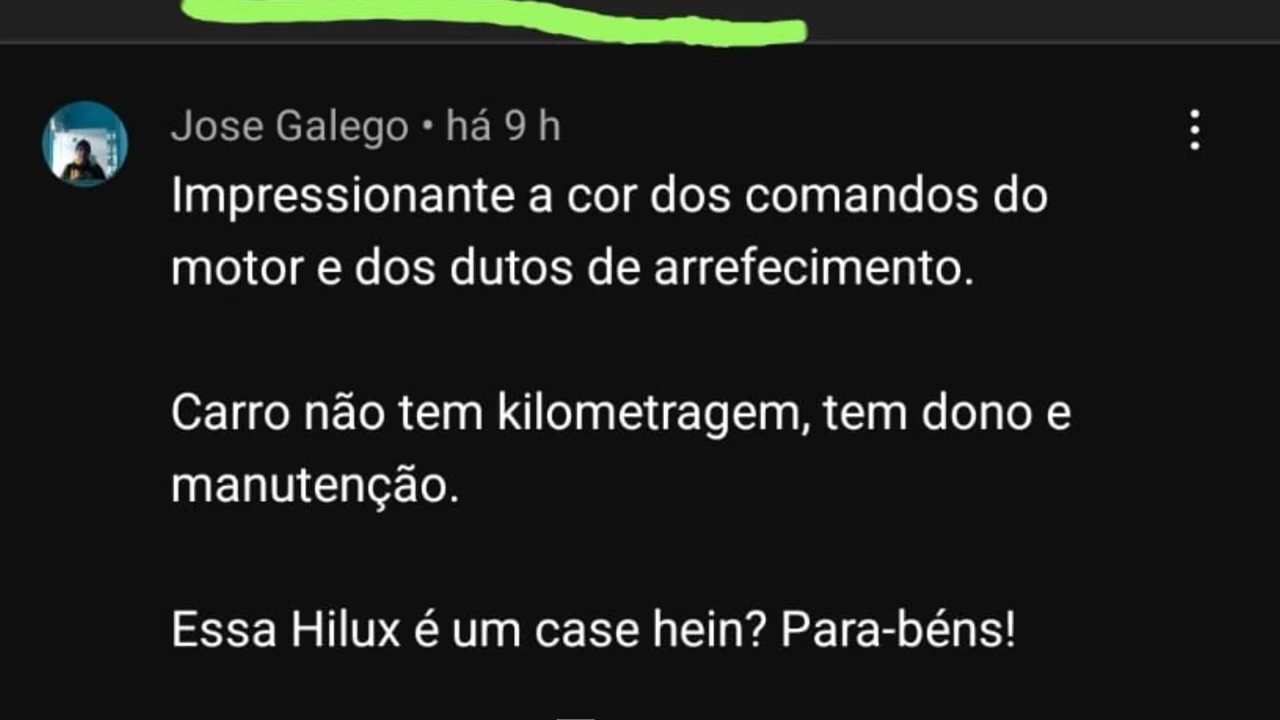 Jose Galego • há 9 h
Impressionante a cor dos comandos do
motor e dos dutos de arrefecimento.
Carro não tem kilometragem, tem dono e
manutenção.
Essa Hilux é um case hein? Para-béns!